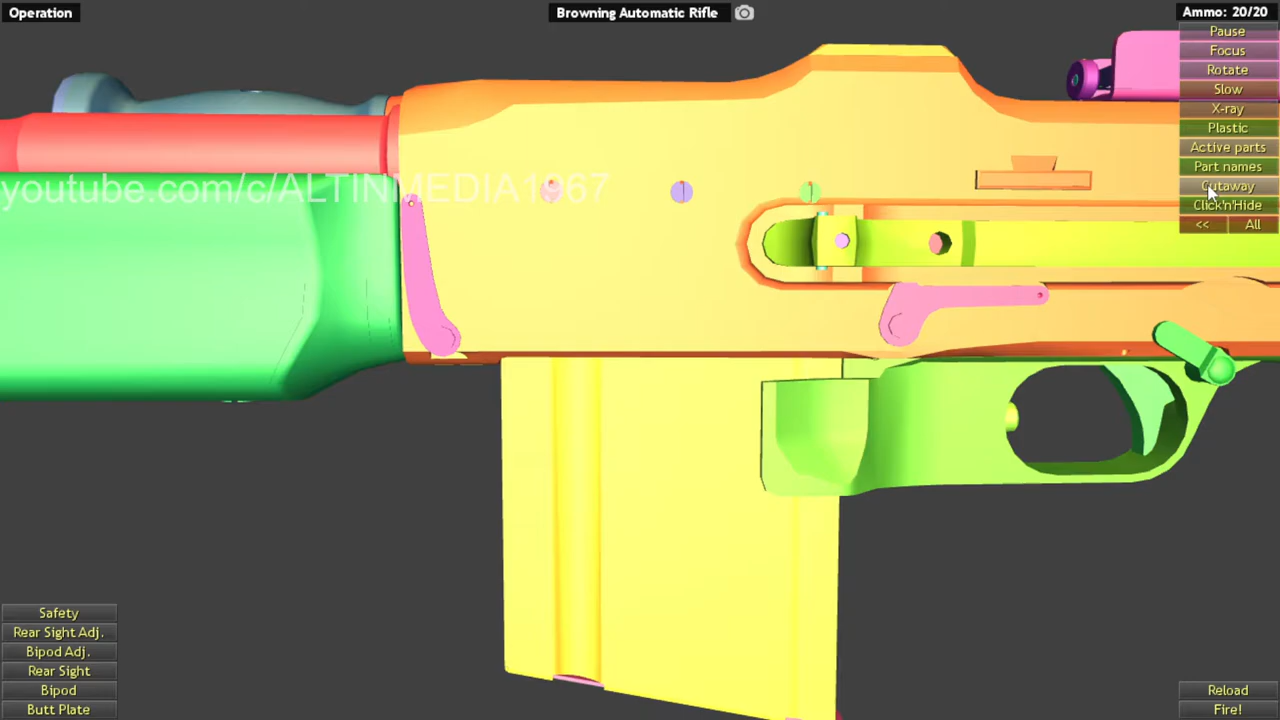 Operation
Browning Automatic Rifle
Ammo: 20/20
Pause
Focus
Rotate
Slow
X-ray
Plastic
Active parts
Part names
Cutaway
Click'n'Hide
<< All
youtube.com/c/ALTINMEDIA1967
Safety
Rear Sight Adj.
Bipod Adj.
Rear Sight
Bipod
Butt Plate
Reload
Fire!